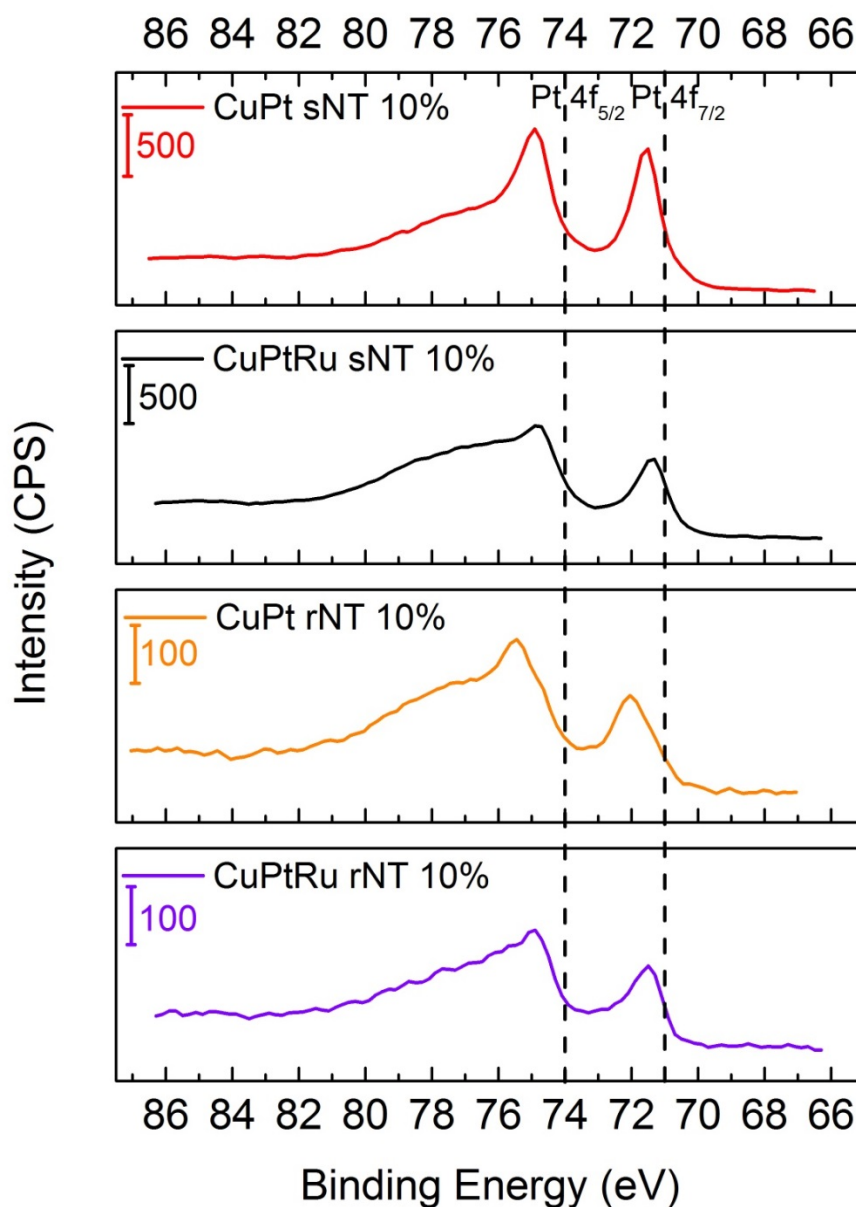 86 84 82 80 78 76 74 72 70 68 66
Pt 4f5/2 Pt 4f7/2
CuPt sNT 10%
500
CuPtRu sNT 10%
500
CuPt rNT 10%
100
CuPtRu rNT 10%
100
Intensity (CPS)
86 84 82 80 78 76 74 72 70 68 66
Binding Energy (eV)